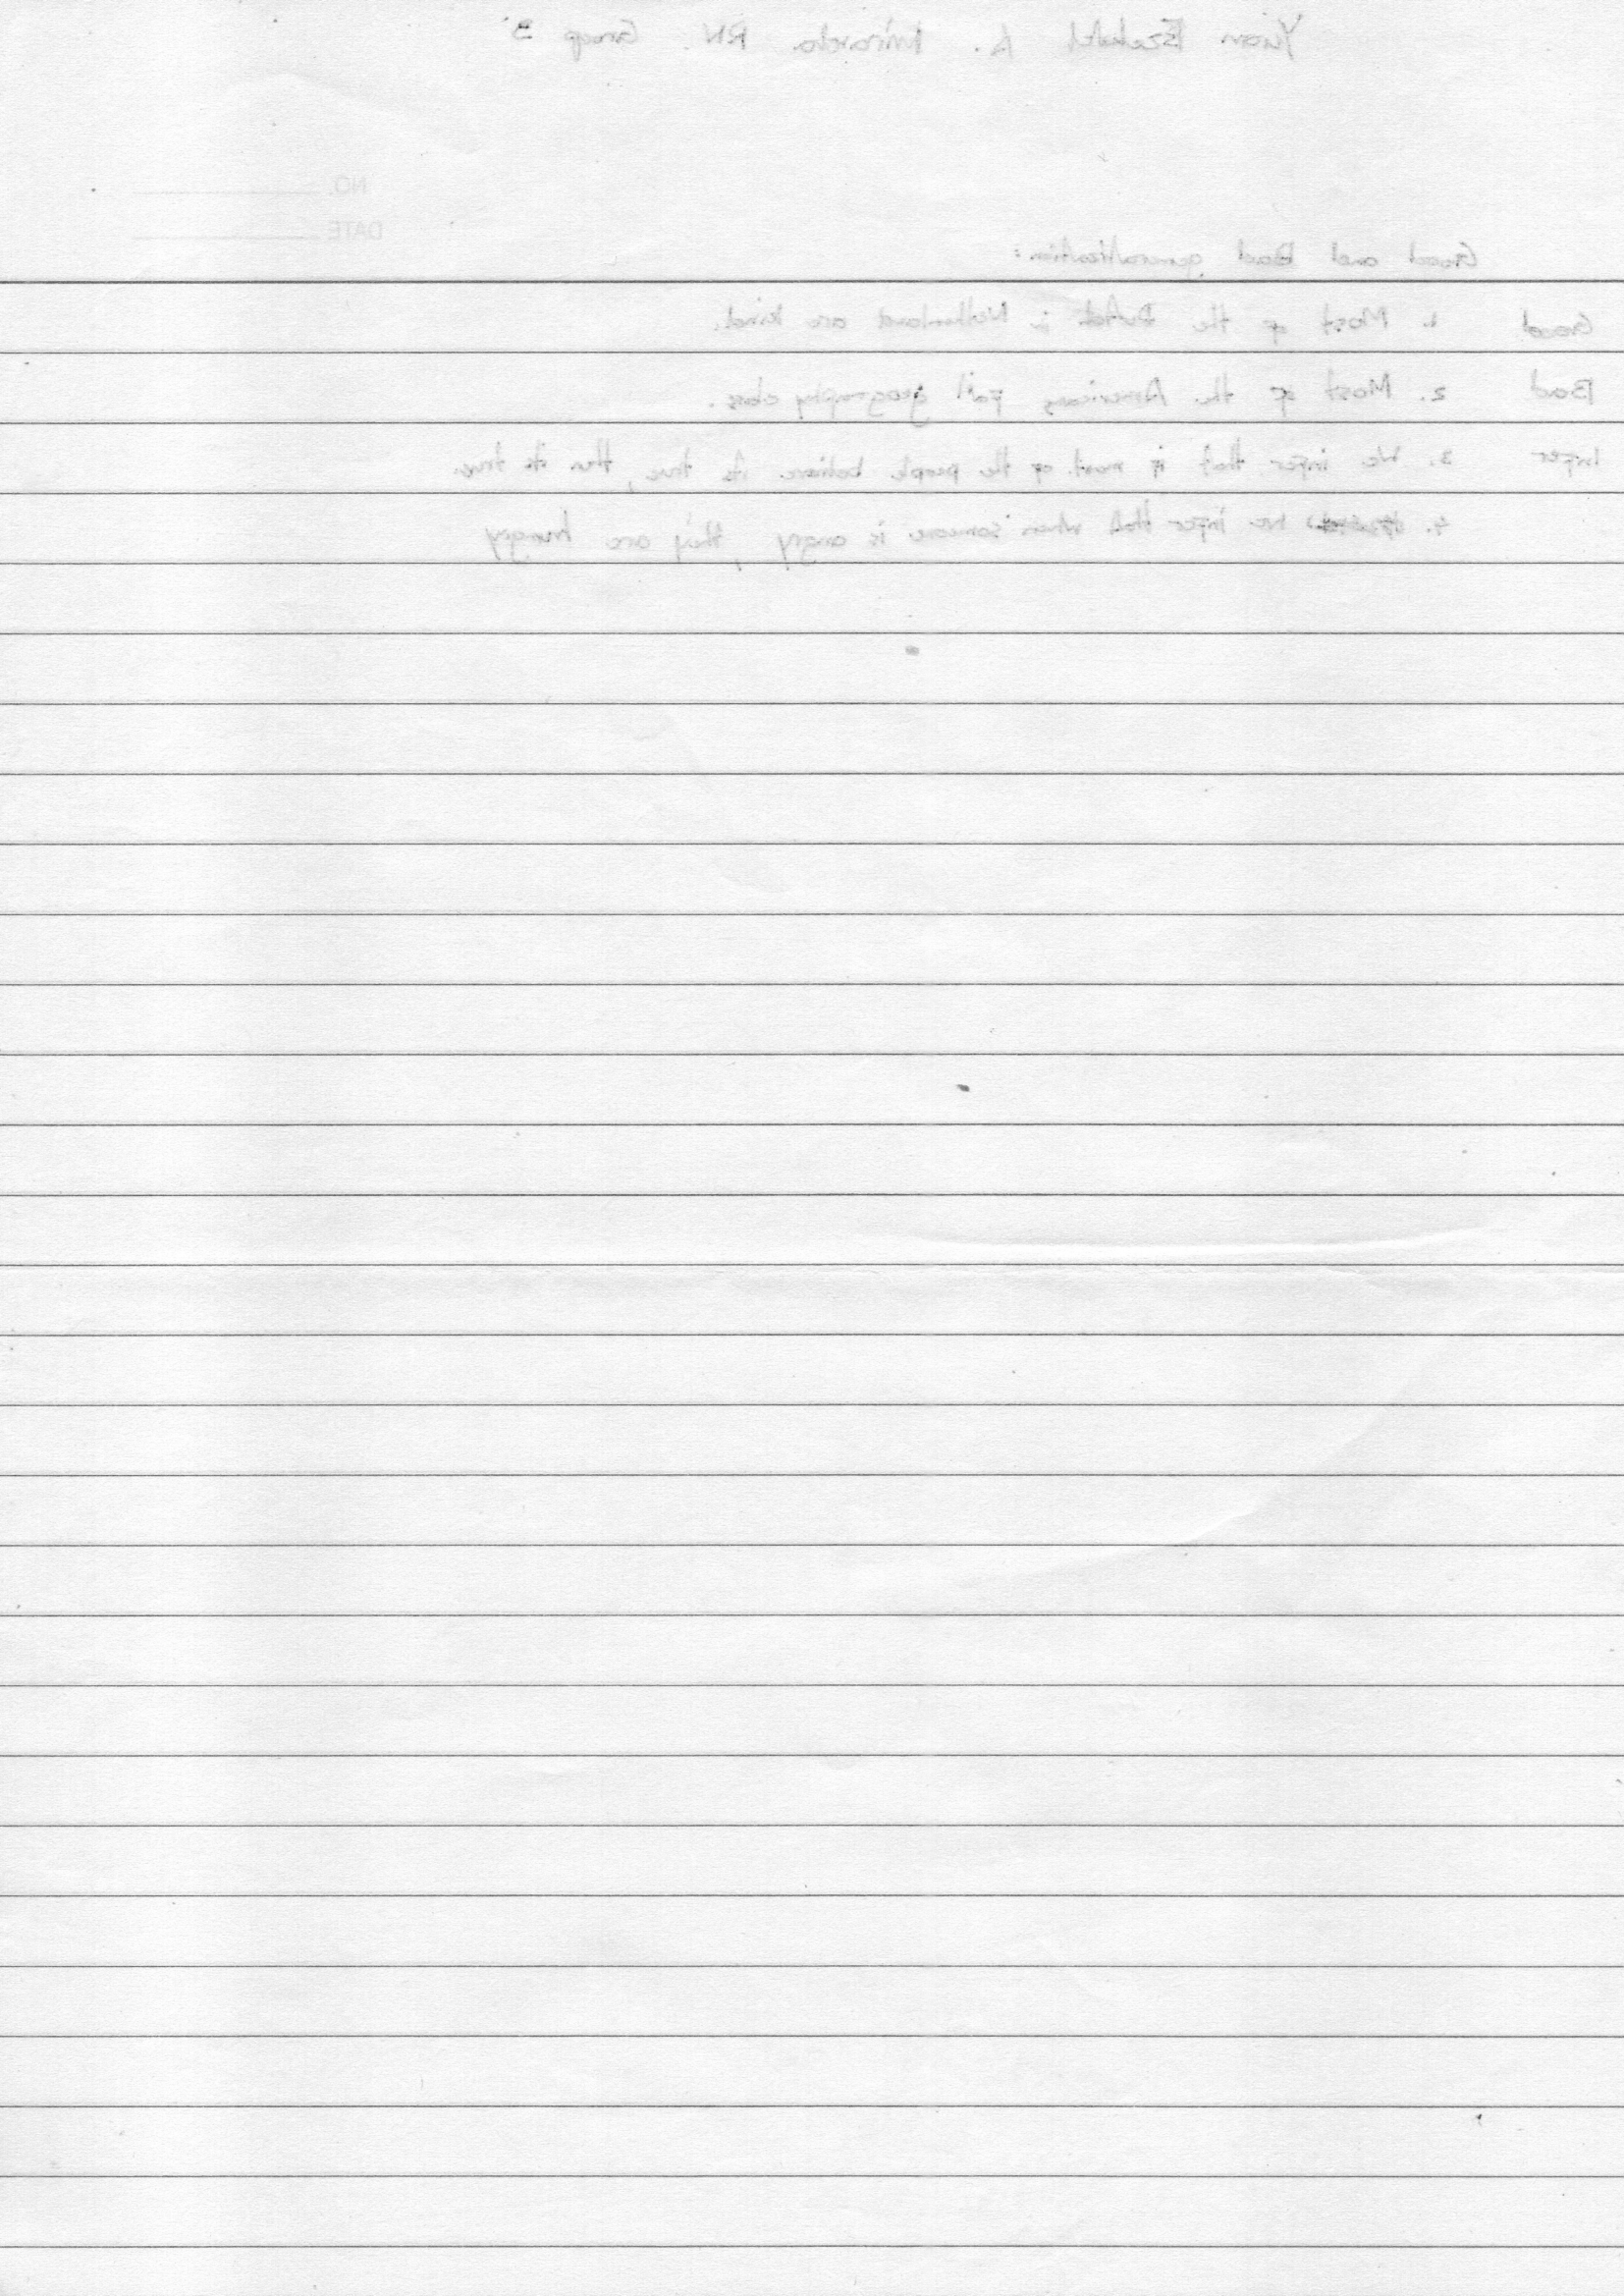 Yvan Ezekiel A. Miranda RN. Group 3
NO.
DATE
Good and Bad generalization:
Good 1. Most of the Dutch in Netherland are kind.
Bad 2. Most of the Americans fail geography class.
Infer 3. We infer that if most of the people believe its true, then its true.
4. We infer that when someone is angry, they are hungry